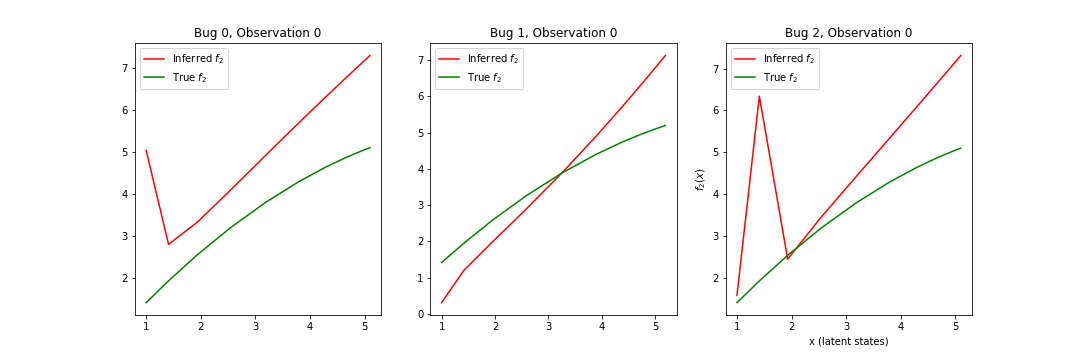 Bug 0, Observation 0
Inferred f₂
True f₂
7
6
5
4
3
2
1 2 3 4 5
Bug 1, Observation 0
Inferred f₂
True f₂
7
6
5
4
3
2
1
0
1 2 3 4 5
Bug 2, Observation 0
Inferred f₂
True f₂
f₂(x)
7
6
5
4
3
2
1 2 3 4 5
x (latent states)